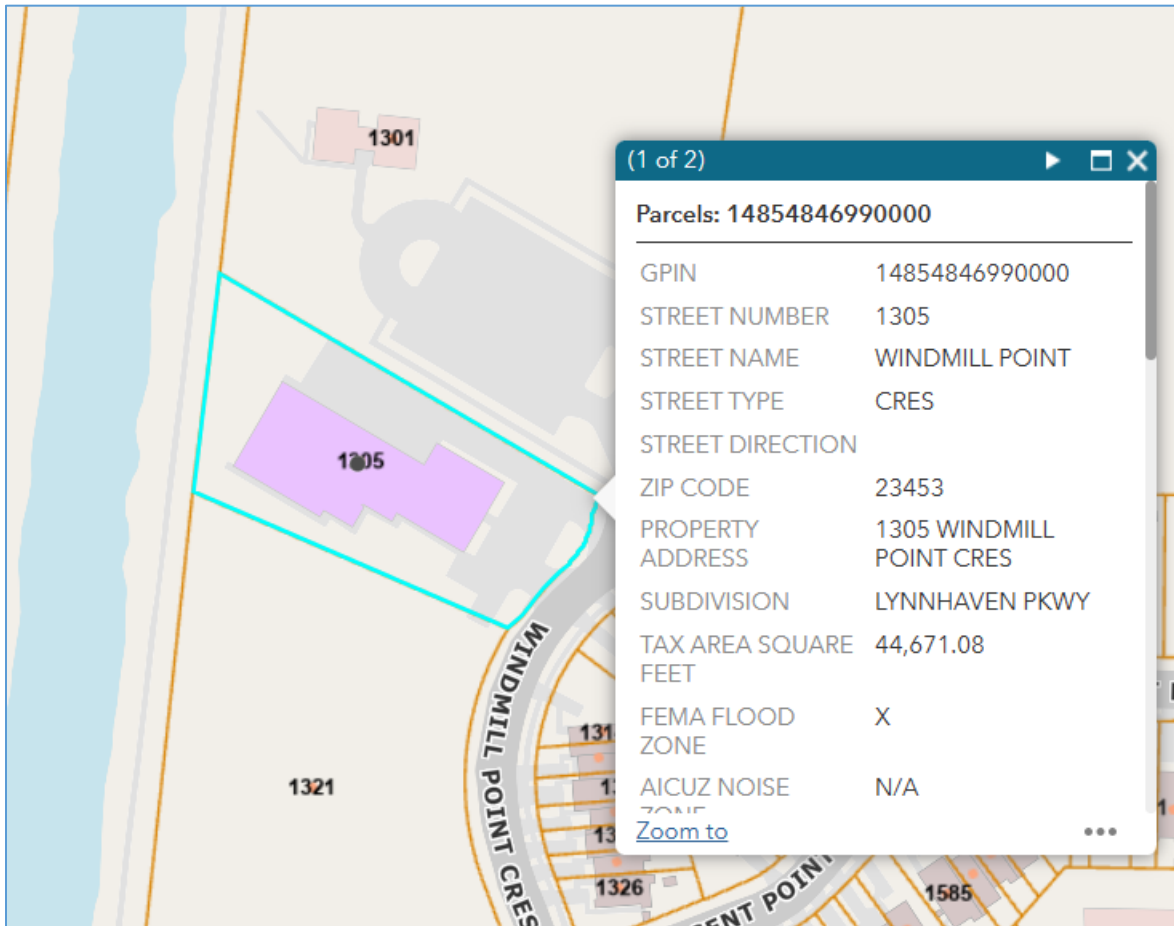 1301
(1 of 2)
Parcels: 14854846990000
GPIN 14854846990000
STREET NUMBER 1305
STREET NAME WINDMILL POINT
STREET TYPE CRES
STREET DIRECTION
ZIP CODE 23453
PROPERTY ADDRESS 1305 WINDMILL POINT CRES
SUBDIVISION LYNNHAVEN PKWY
TAX AREA SQUARE FEET 44,671.08
FEMA FLOOD ZONE X
AICUZ NOISE ZONE N/A
Zoom to
1305
WINDMILL POINT CRES
1321
1326
POINT
1585